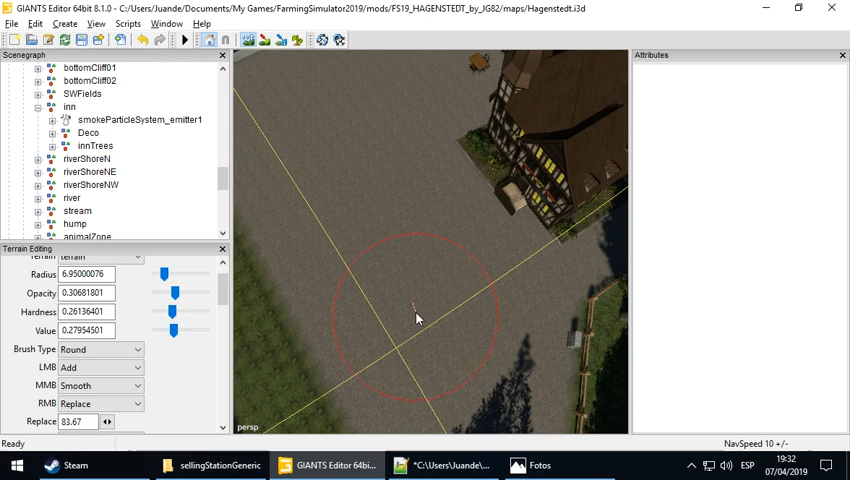 GIANTS Editor 64bit 8.1.0 - C:/Users/Juande/Documents/My Games/FarmingSimulator2019/mods/FS19_HAGENSTEDT_by_JG82/maps/Hagenstedt.i3d
File Edit Create View Scripts Window Help
Scenegraph
bottomCliff01
bottomCliff02
SWFields
inn
smokeParticleSystem_emitter1
Deco
innTrees
riverShoreN
riverShoreNE
riverShoreNW
river
stream
hump
animalZone
Terrain Editing
Terrain terrain
Radius 6.95000076
Opacity 0.30681801
Hardness 0.26136401
Value 0.27954501
Brush Type Round
LMB Add
MMB Smooth
RMB Replace
Replace 83.67
persp
Attributes
Ready
NavSpeed 10 +/-
Steam
sellingStationGeneric
GIANTS Editor 64bi...
*C:\Users\Juande\...
Fotos
ESP
19:32
07/04/2019